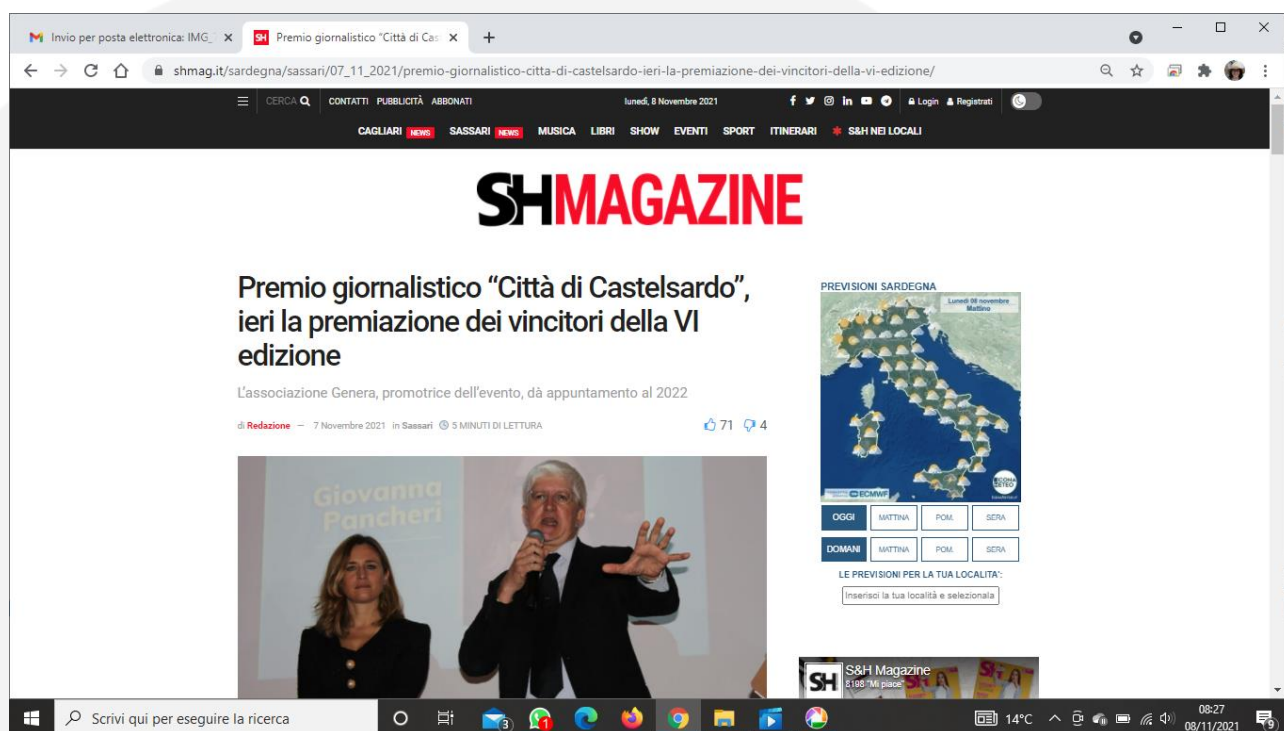 Invio per posta elettronica: IMG_
Premio giornalistico "Città di Cas
shmag.it/sardegna/sassari/07_11_2021/premio-giornalistico-citta-di-castelsardo-ieri-la-premiazione-dei-vincitori-della-vi-edizione/
CERCA CONTATTI PUBBLICITÀ ABBONATI lunedì, 8 Novembre 2021 Login Registrati
CAGLIARI NEWS SASSARI NEWS MUSICA LIBRI SHOW EVENTI SPORT ITINERARI S&H NEI LOCALI
SHMAGAZINE
Premio giornalistico "Città di Castelsardo",
ieri la premiazione dei vincitori della VI
edizione
L'associazione Genera, promotrice dell'evento, dà appuntamento al 2022
di Redazione — 7 Novembre 2021 in Sassari 5 MINUTI DI LETTURA 71 4
Giovanna
Pancheri
PREVISIONI SARDEGNA
Lunedì 08 novembre
Mattino
ECMWF
OGGI MATTINA POM. SERA
DOMANI MATTINA POM. SERA
LE PREVISIONI PER LA TUA LOCALITA':
Inserisci la tua località e selezionala
SH
S&H Magazine
8198 "Mi piace"
Scrivi qui per eseguire la ricerca
3
1
14°C
08:27
08/11/2021
9